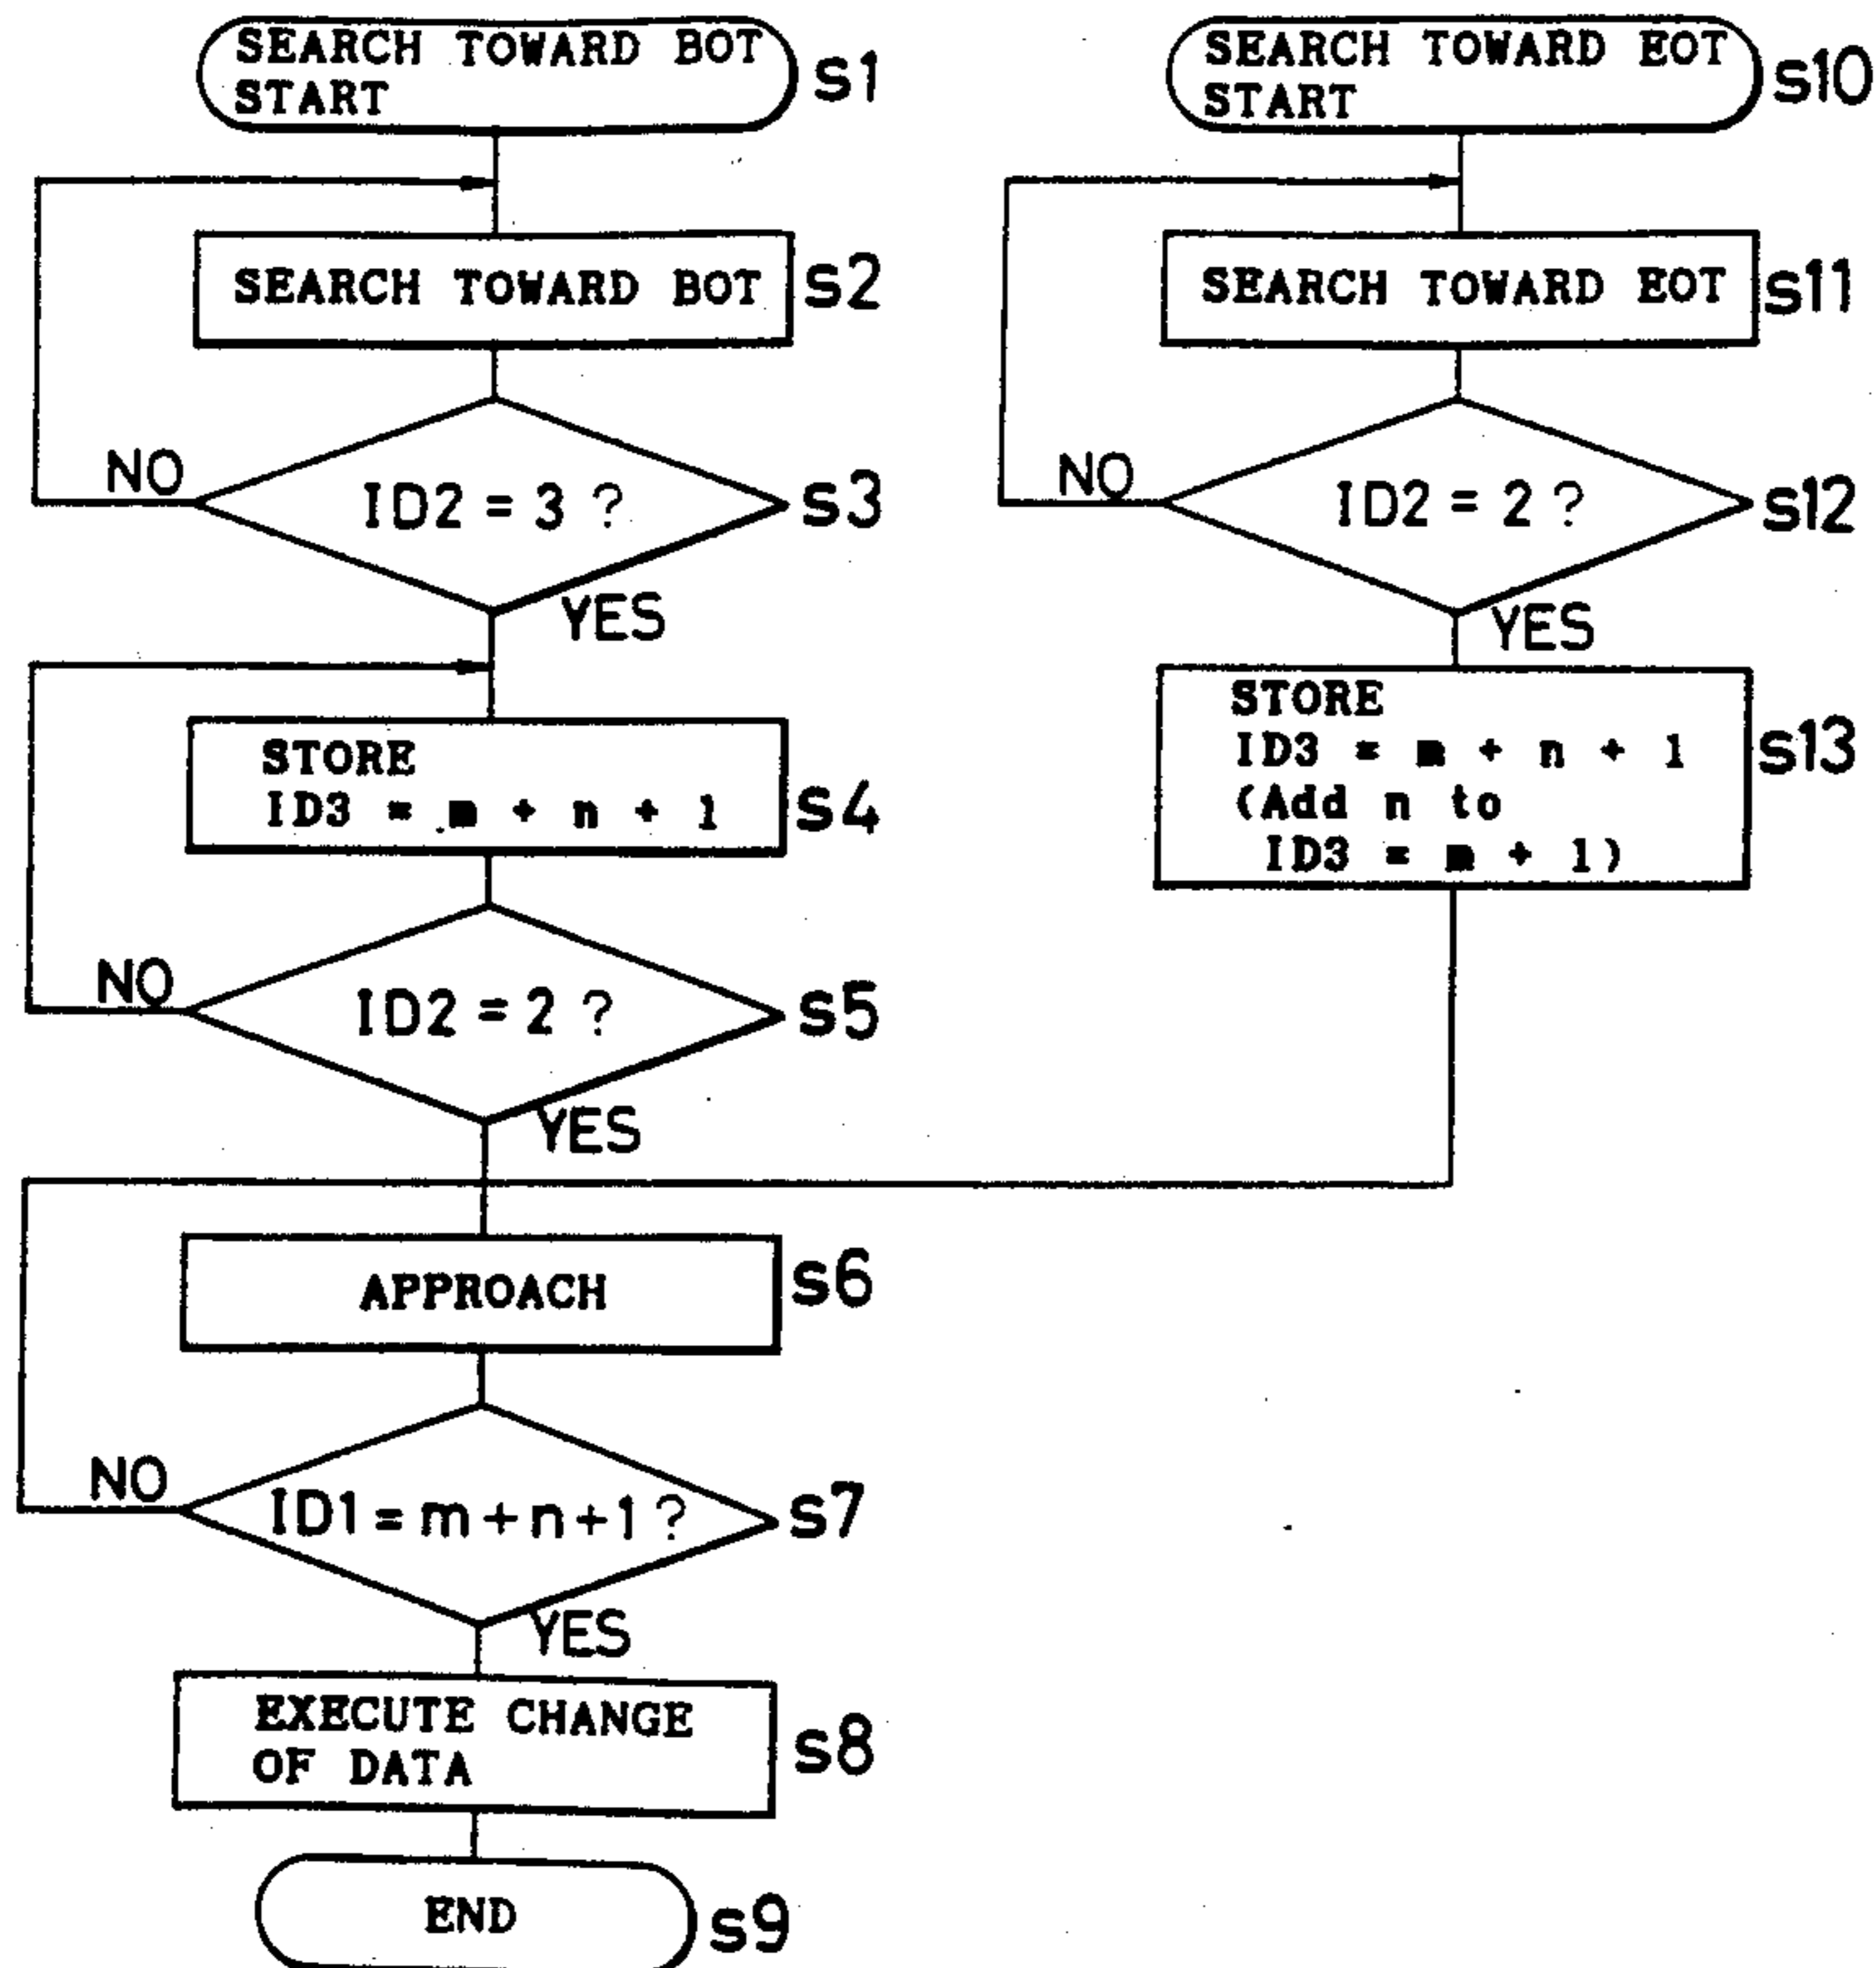 SEARCH TOWARD BOT
START
s1
SEARCH TOWARD BOT
s2
NO
ID2 = 3 ?
s3
YES
STORE
ID3 = m + n + 1
s4
NO
ID2 = 2 ?
s5
YES
APPROACH
s6
NO
ID1 = m + n + 1 ?
s7
YES
EXECUTE CHANGE
OF DATA
s8
END
s9
SEARCH TOWARD EOT
START
s10
SEARCH TOWARD EOT
s11
NO
ID2 = 2 ?
s12
YES
STORE
ID3 = m + n + 1
(Add n to
ID3 = m + 1)
s13